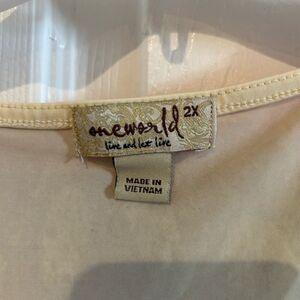 oneworld 2X
live and let live
MADE IN
VIETNAM